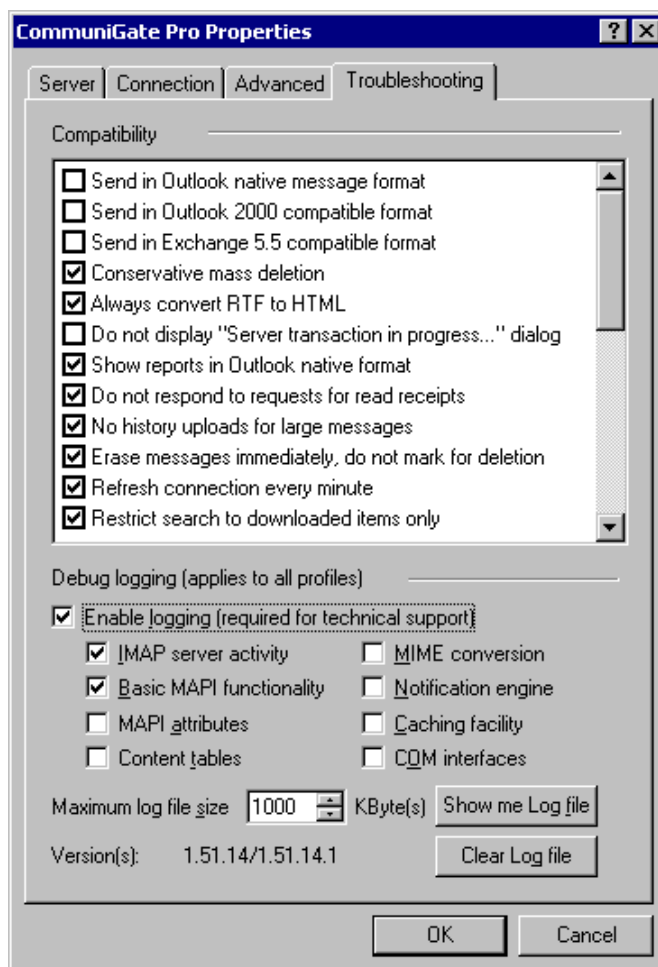 CommuniGate Pro Properties
Server Connection Advanced Troubleshooting
Compatibility
Send in Outlook native message format
Send in Outlook 2000 compatible format
Send in Exchange 5.5 compatible format
Conservative mass deletion
Always convert RTF to HTML
Do not display "Server transaction in progress..." dialog
Show reports in Outlook native format
Do not respond to requests for read receipts
No history uploads for large messages
Erase messages immediately, do not mark for deletion
Refresh connection every minute
Restrict search to downloaded items only
Debug logging (applies to all profiles)
Enable logging (required for technical support)
IMAP server activity MIME conversion
Basic MAPI functionality Notification engine
MAPI attributes Caching facility
Content tables COM interfaces
Maximum log file size 1000 KByte(s) Show me Log file
Version(s): 1.51.14/1.51.14.1 Clear Log file
OK Cancel